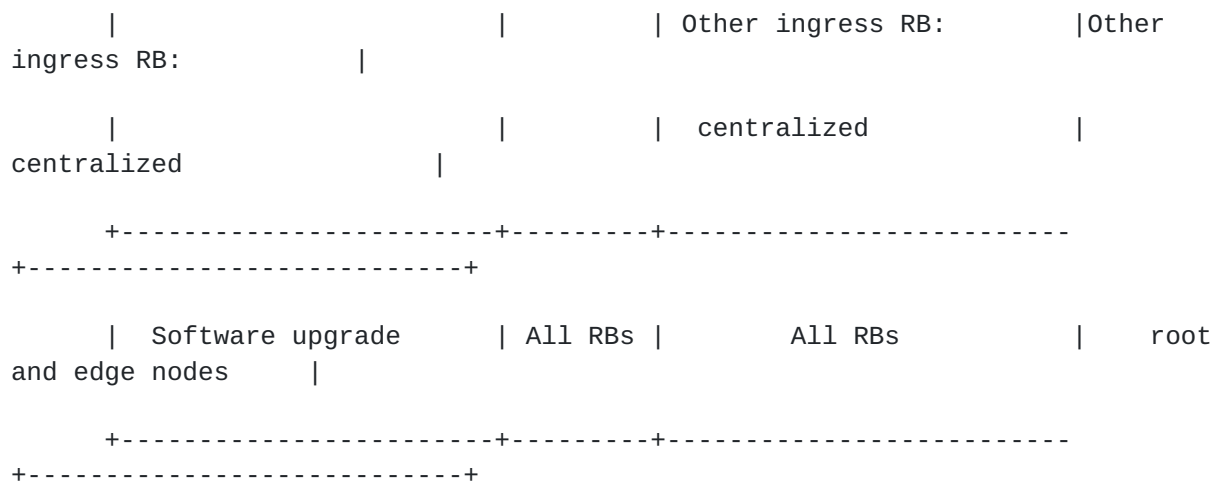 |                        |         | Other ingress RB:        |Other
ingress RB:           |
|                        |         |  centralized             |
centralized                |
+------------------------+---------+--------------------------
+----------------------------+
|  Software upgrade      | All RBs |        All RBs           |    root
and edge nodes     |
+------------------------+---------+--------------------------
+----------------------------+